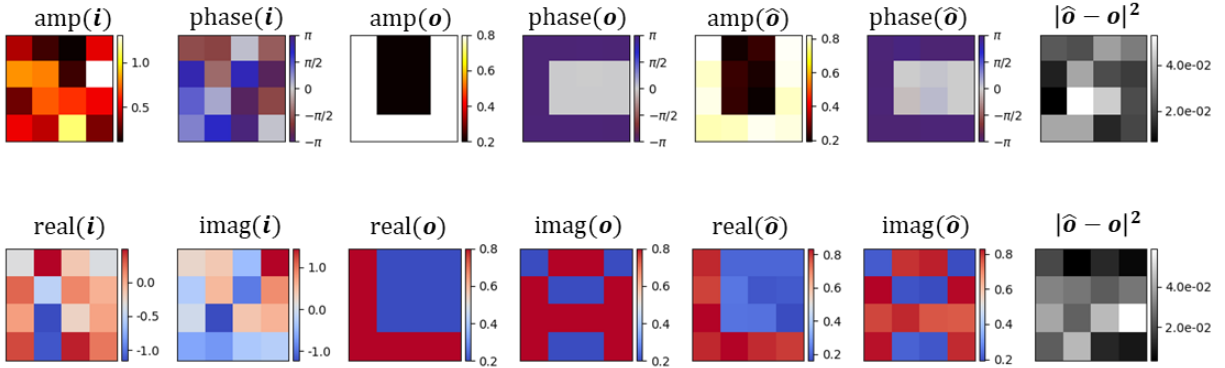 amp(i) phase(i) amp(o) phase(o) amp(ô) phase(ô) |ô − o|²
1.0
0.5
π
π/2
0
−π/2
−π
0.8
0.6
0.4
0.2
π
π/2
0
−π/2
−π
0.8
0.6
0.4
0.2
π
π/2
0
−π/2
−π
4.0e-02
2.0e-02
real(i) imag(i) real(o) imag(o) real(ô) imag(ô) |ô − o|²
0.0
-0.5
-1.0
1.0
0.0
-1.0
0.8
0.6
0.4
0.2
0.8
0.6
0.4
0.2
0.8
0.6
0.4
0.2
0.8
0.6
0.4
0.2
4.0e-02
2.0e-02